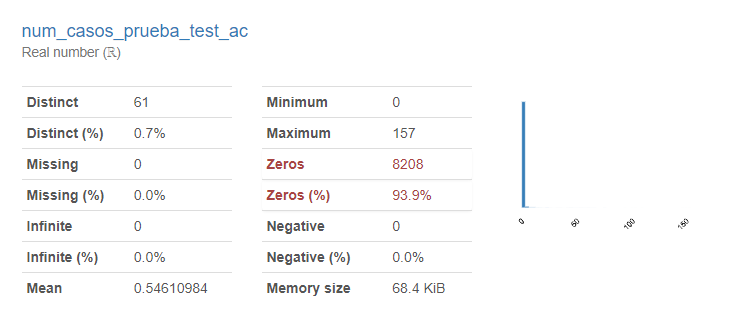 num_casos_prueba_test_ac
Real number (ℝ)
Distinct 61
Distinct (%) 0.7%
Missing 0
Missing (%) 0.0%
Infinite 0
Infinite (%) 0.0%
Mean 0.54610984
Minimum 0
Maximum 157
Zeros 8208
Zeros (%) 93.9%
Negative 0
Negative (%) 0.0%
Memory size 68.4 KiB
0 50 100 150